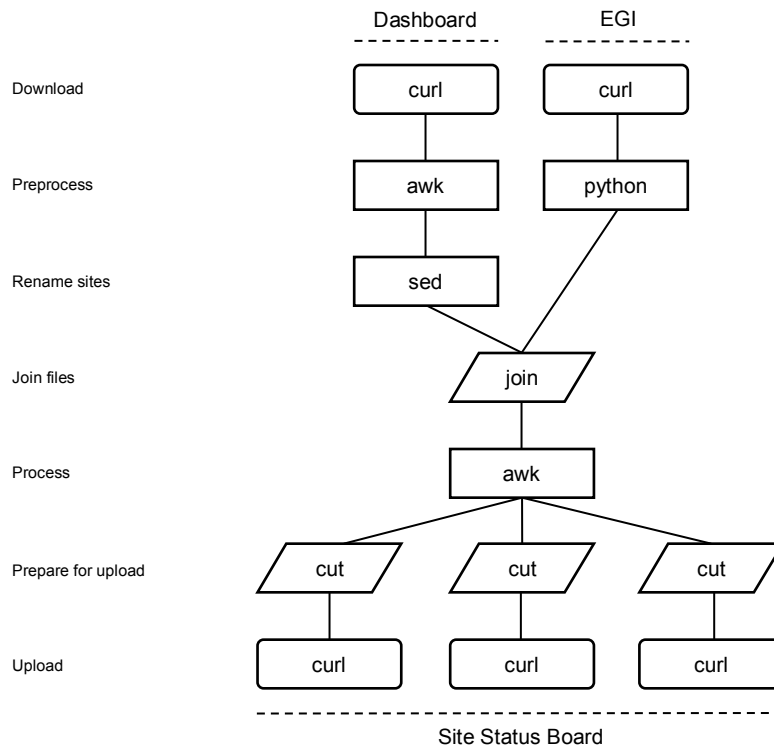 Dashboard EGI
Download curl curl
Preprocess awk python
Rename sites sed
Join files join
Process awk
Prepare for upload cut cut cut
Upload curl curl curl
Site Status Board